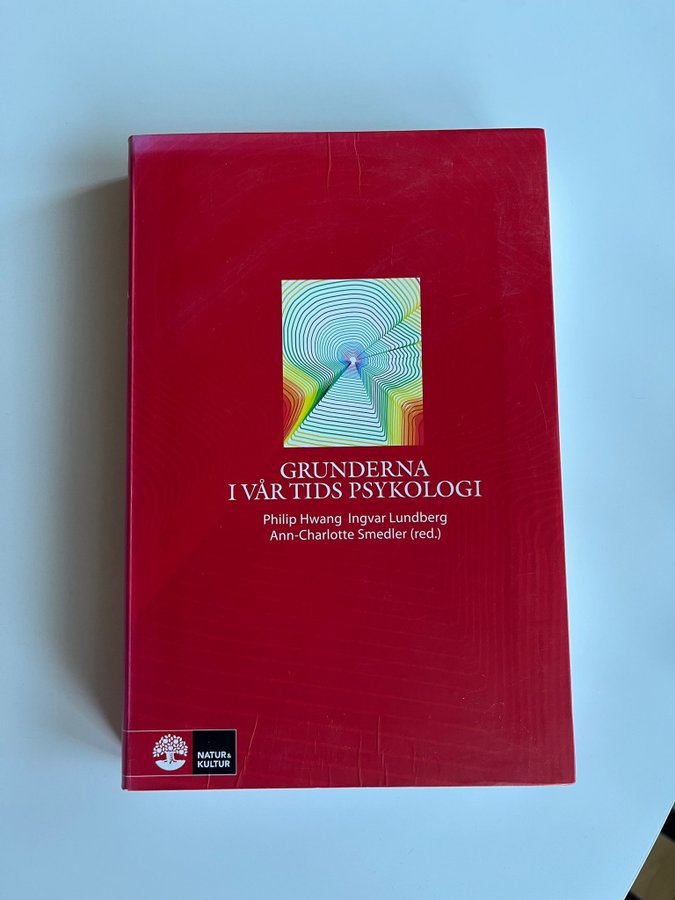 GRUNDERNA
I VÅR TIDS PSYKOLOGI
Philip Hwang Ingvar Lundberg
Ann-Charlotte Smedler (red.)
NATUR&
KULTUR